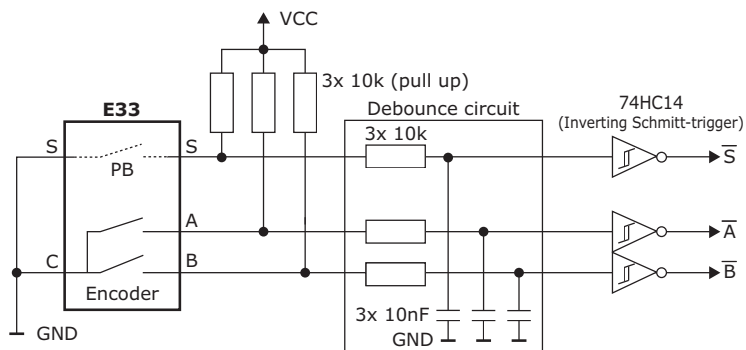 VCC
3x 10k (pull up)
E33
Debounce circuit
74HC14
(Inverting Schmitt-trigger)
3x 10k
S
S
S̅
PB
A
A̅
C
B
B̅
Encoder
3x 10nF
GND
GND